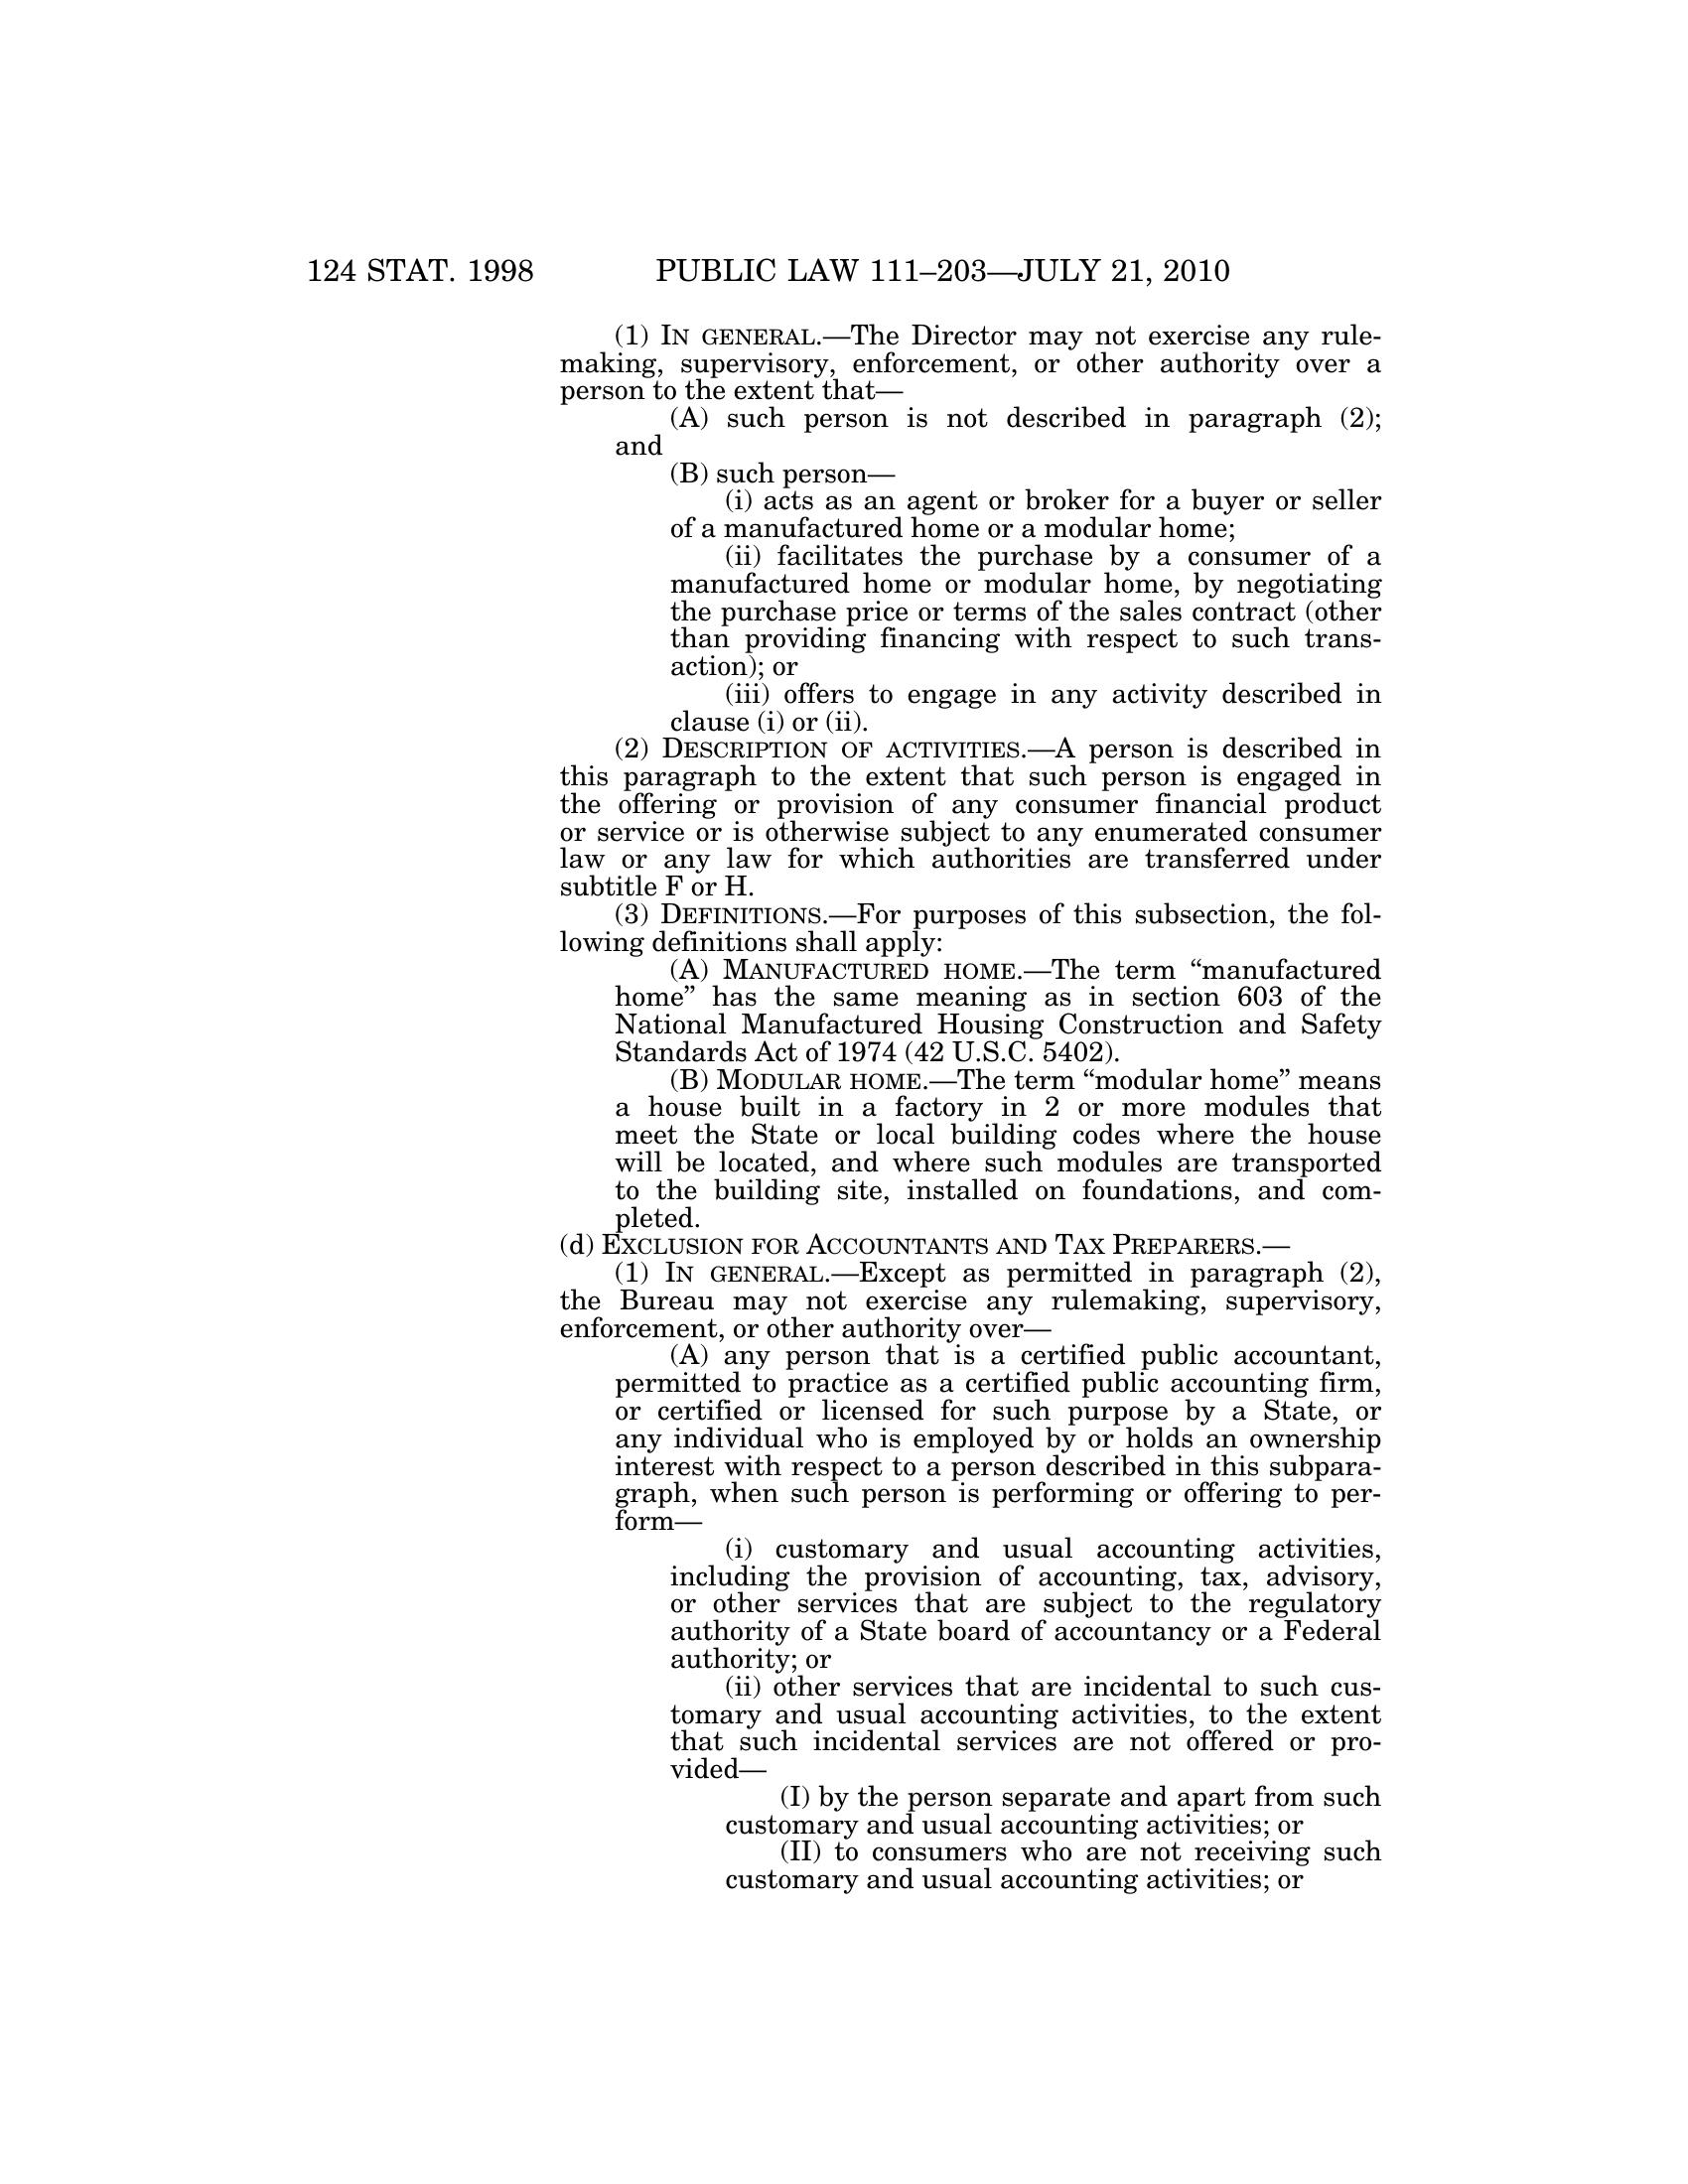 124 STAT. 1998 PUBLIC LAW 111–203—JULY 21, 2010
(1) IN GENERAL.—The Director may not exercise any rule-
making, supervisory, enforcement, or other authority over a
person to the extent that—
(A) such person is not described in paragraph (2);
and
(B) such person—
(i) acts as an agent or broker for a buyer or seller
of a manufactured home or a modular home;
(ii) facilitates the purchase by a consumer of a
manufactured home or modular home, by negotiating
the purchase price or terms of the sales contract (other
than providing financing with respect to such trans-
action); or
(iii) offers to engage in any activity described in
clause (i) or (ii).
(2) DESCRIPTION OF ACTIVITIES.—A person is described in
this paragraph to the extent that such person is engaged in
the offering or provision of any consumer financial product
or service or is otherwise subject to any enumerated consumer
law or any law for which authorities are transferred under
subtitle F or H.
(3) DEFINITIONS.—For purposes of this subsection, the fol-
lowing definitions shall apply:
(A) MANUFACTURED HOME.—The term “manufactured
home” has the same meaning as in section 603 of the
National Manufactured Housing Construction and Safety
Standards Act of 1974 (42 U.S.C. 5402).
(B) MODULAR HOME.—The term “modular home” means
a house built in a factory in 2 or more modules that
meet the State or local building codes where the house
will be located, and where such modules are transported
to the building site, installed on foundations, and com-
pleted.
(d) EXCLUSION FOR ACCOUNTANTS AND TAX PREPARERS.—
(1) IN GENERAL.—Except as permitted in paragraph (2),
the Bureau may not exercise any rulemaking, supervisory,
enforcement, or other authority over—
(A) any person that is a certified public accountant,
permitted to practice as a certified public accounting firm,
or certified or licensed for such purpose by a State, or
any individual who is employed by or holds an ownership
interest with respect to a person described in this subpara-
graph, when such person is performing or offering to per-
form—
(i) customary and usual accounting activities,
including the provision of accounting, tax, advisory,
or other services that are subject to the regulatory
authority of a State board of accountancy or a Federal
authority; or
(ii) other services that are incidental to such cus-
tomary and usual accounting activities, to the extent
that such incidental services are not offered or pro-
vided—
(I) by the person separate and apart from such
customary and usual accounting activities; or
(II) to consumers who are not receiving such
customary and usual accounting activities; or